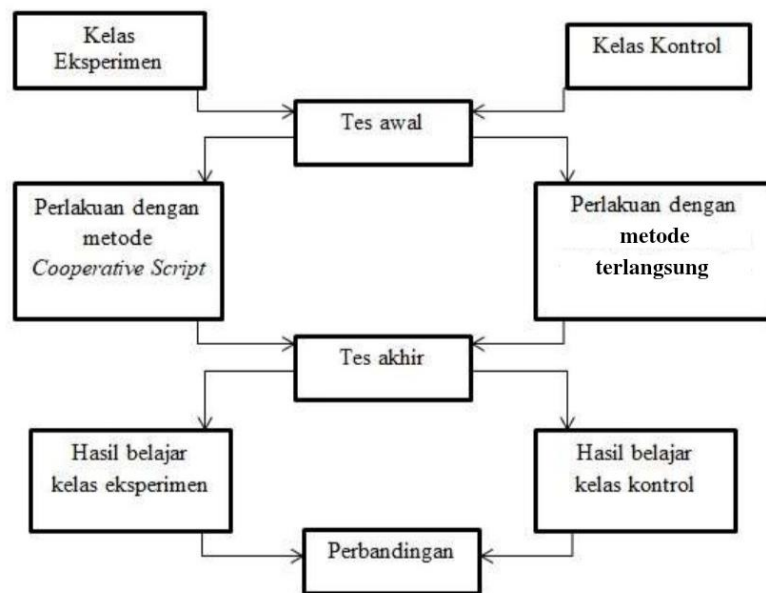 Kelas
Eksperimen
Kelas Kontrol
Tes awal
Perlakuan dengan
metode
Cooperative Script
Perlakuan dengan
metode
terlangsung
Tes akhir
Hasil belajar
kelas eksperimen
Hasil belajar
kelas kontrol
Perbandingan